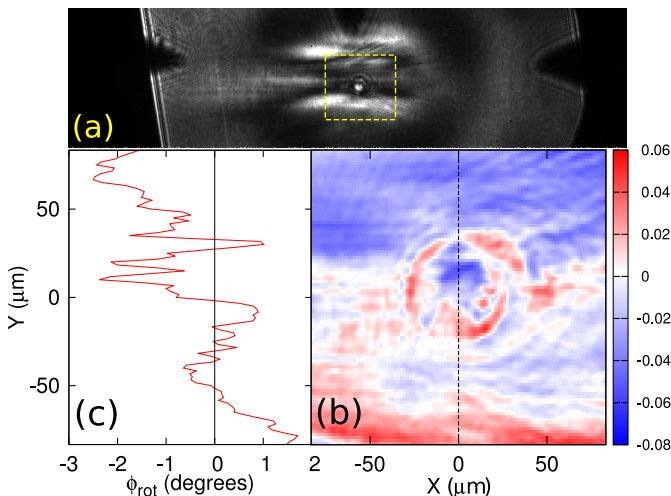 (a)
0.06
0.04
0.02
0
-0.02
-0.04
-0.06
-0.08
50
0
-50
Y (μm)
(c)
(b)
-3 -2 -1 0 1 2 -50 0 50
ϕrot (degrees) X (μm)